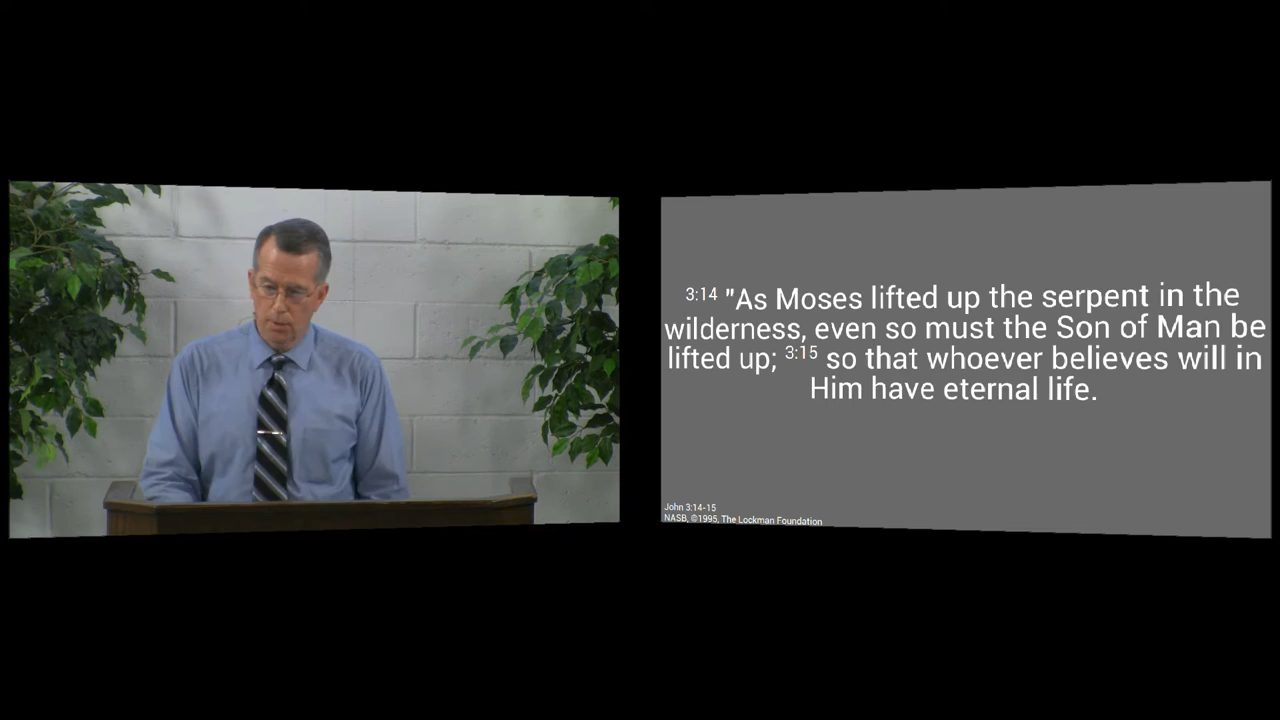 3:14 "As Moses lifted up the serpent in the
wilderness, even so must the Son of Man be
lifted up; 3:15 so that whoever believes will in
Him have eternal life.
John 3:14-15
NASB, ©1995, The Lockman Foundation